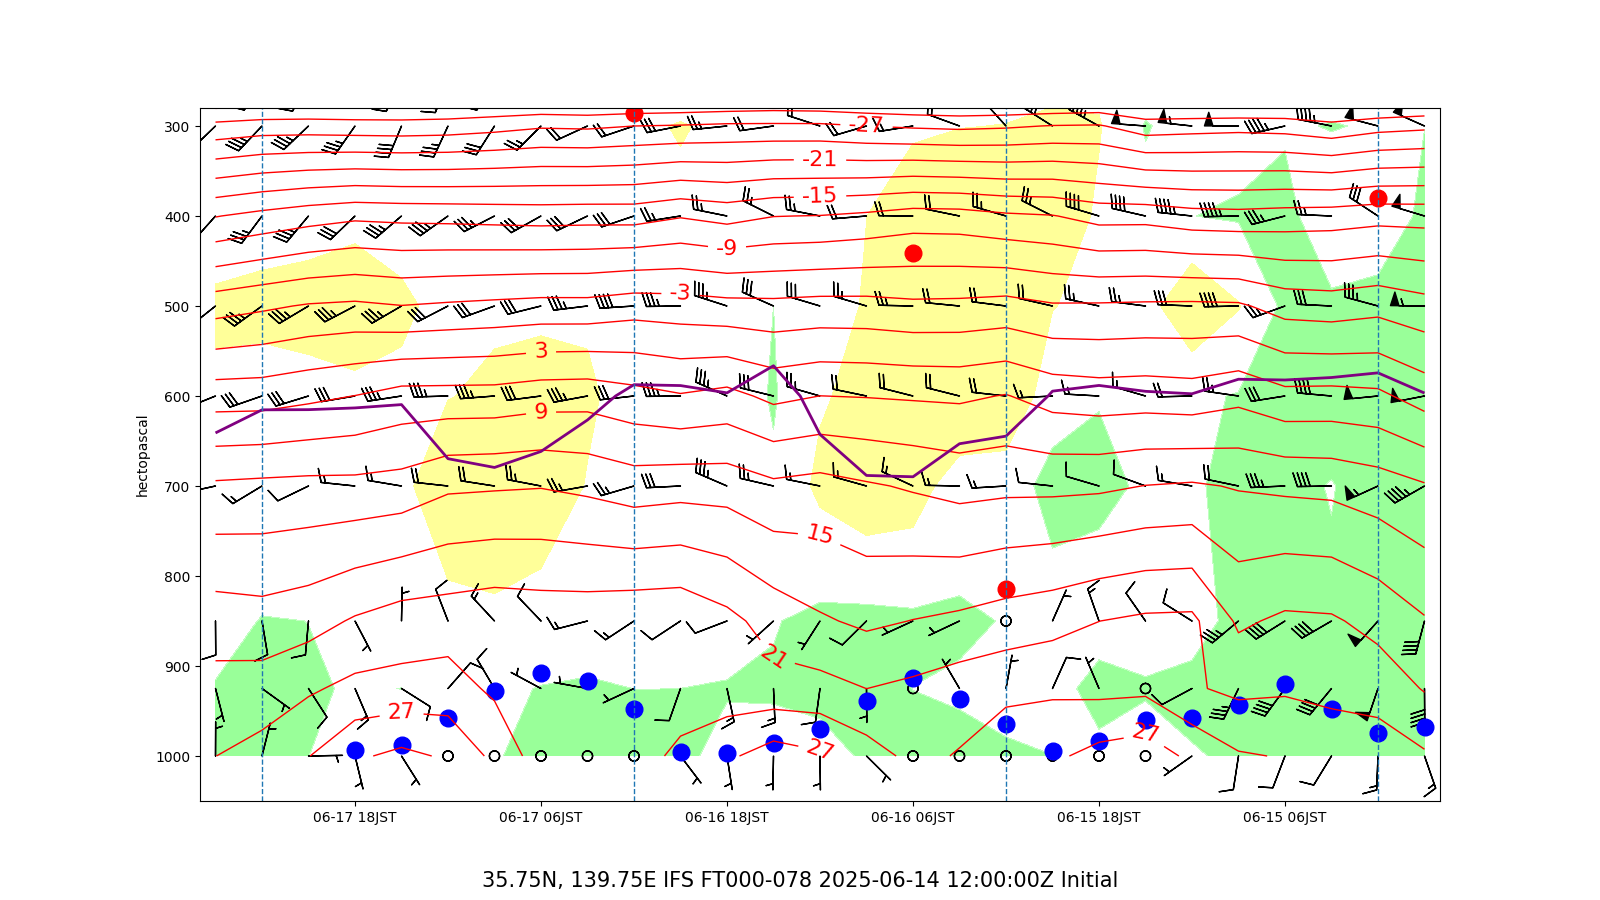 300
400
500
600
700
800
900
1000
hectopascal
-27
-21
-15
-9
-3
3
9
15
21
27
27
27
06-17 18JST
06-17 06JST
06-16 18JST
06-16 06JST
06-15 18JST
06-15 06JST
35.75N, 139.75E IFS FT000-078 2025-06-14 12:00:00Z Initial